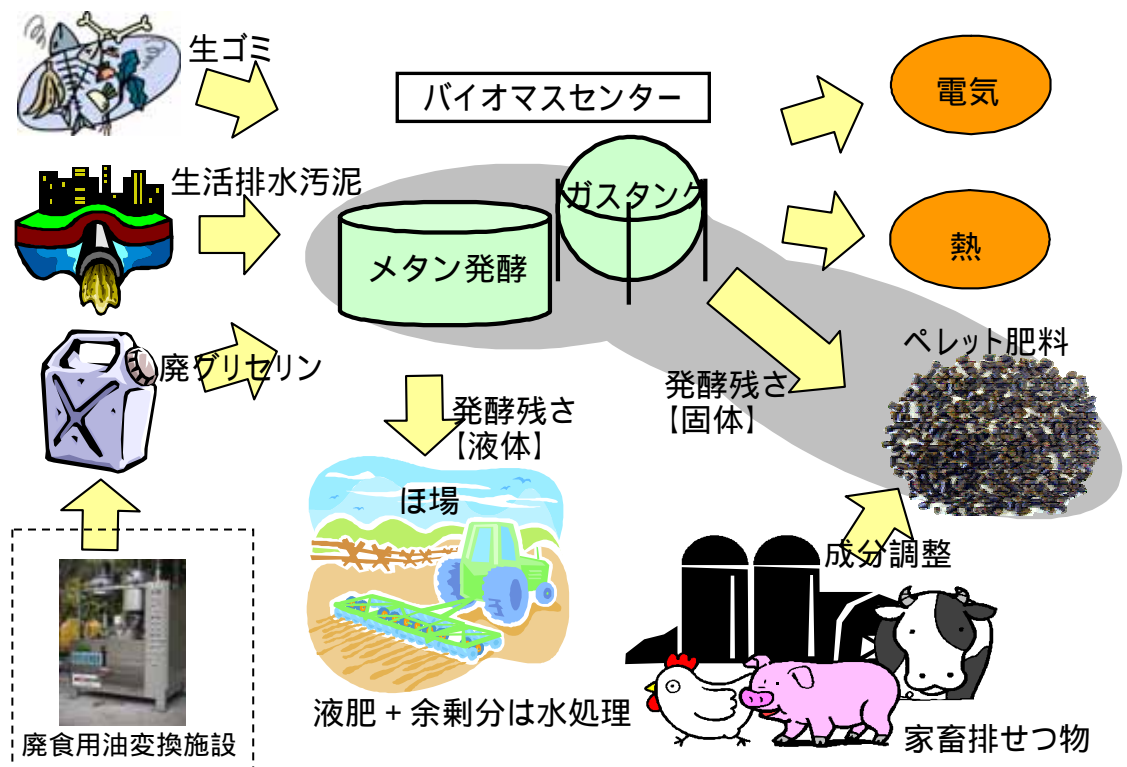 生ゴミ
バイオマスセンター
電気
生活排水汚泥
ガスタンク
メタン発酵
熱
廃グリセリン
ペレット肥料
発酵残さ
【固体】
発酵残さ
【液体】
ほ場
成分調整
液肥+余剰分は水処理
廃食用油変換施設
家畜排せつ物